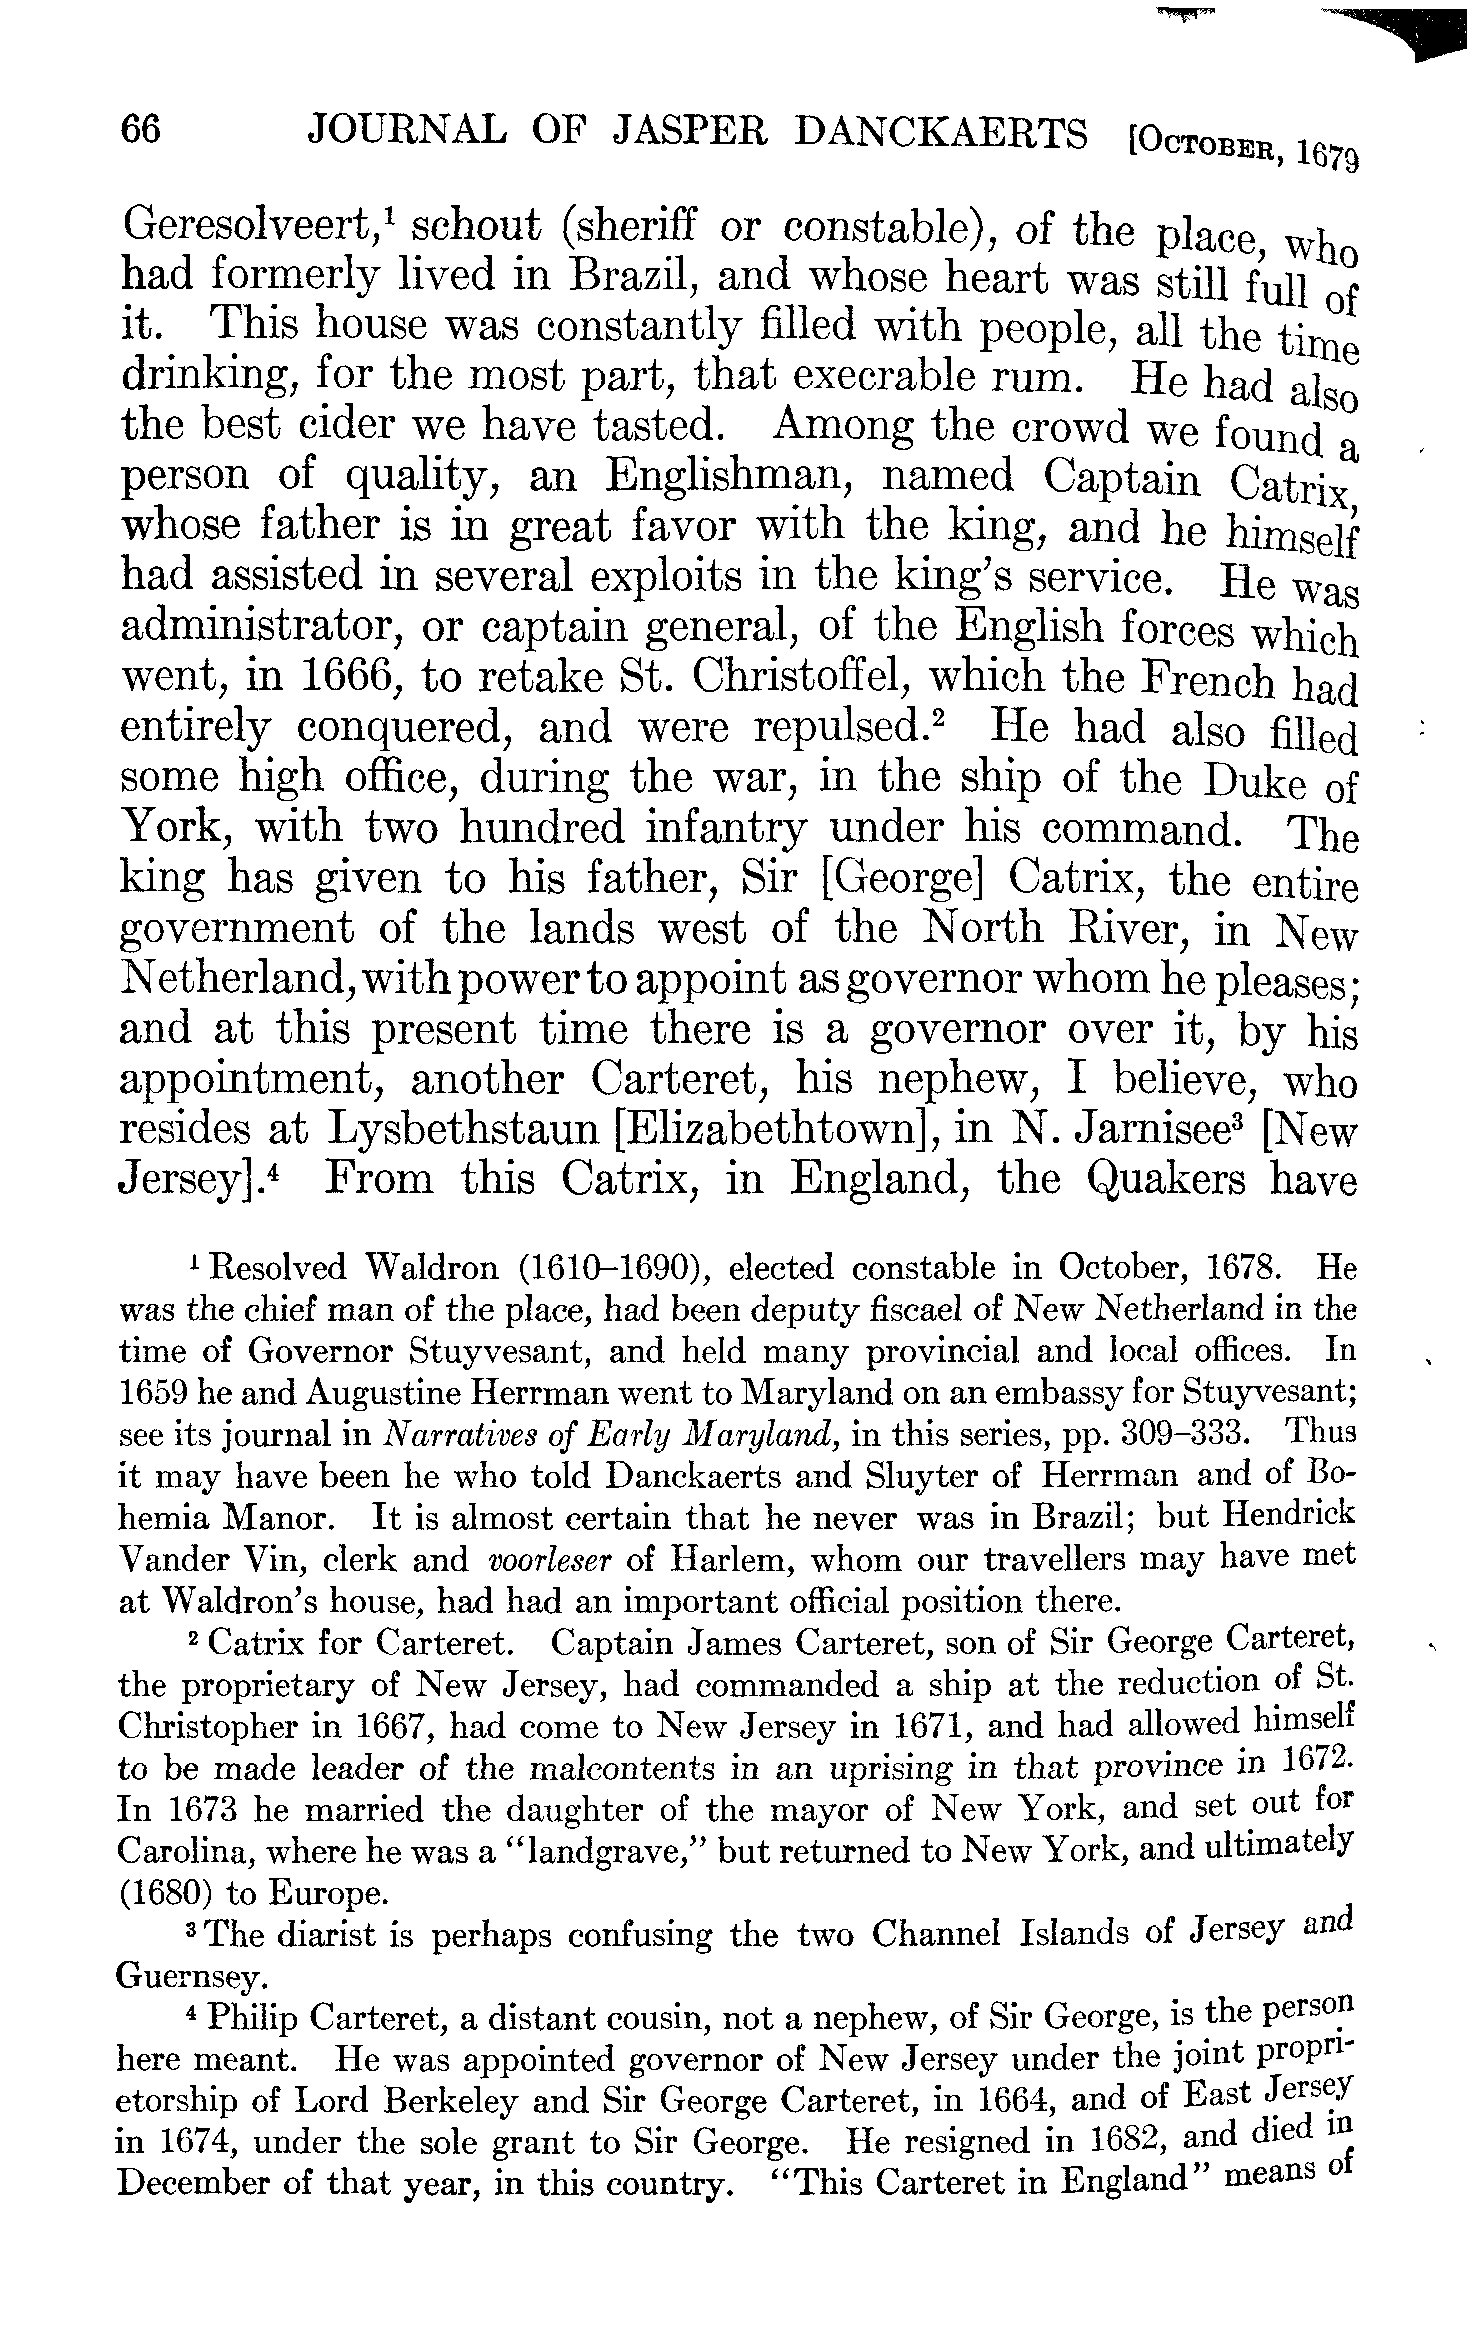 66 JOURNAL OF JASPER DANCKAERTS [OCTOBER, 1679
Geresolveert,¹ schout (sheriff or constable), of the place, who
had formerly lived in Brazil, and whose heart was still full of
it. This house was constantly filled with people, all the time
drinking, for the most part, that execrable rum. He had also
the best cider we have tasted. Among the crowd we found a
person of quality, an Englishman, named Captain Catrix,
whose father is in great favor with the king, and he himself
had assisted in several exploits in the king's service. He was
administrator, or captain general, of the English forces which
went, in 1666, to retake St. Christoffel, which the French had
entirely conquered, and were repulsed.² He had also filled
some high office, during the war, in the ship of the Duke of
York, with two hundred infantry under his command. The
king has given to his father, Sir [George] Catrix, the entire
government of the lands west of the North River, in New
Netherland, with power to appoint as governor whom he pleases;
and at this present time there is a governor over it, by his
appointment, another Carteret, his nephew, I believe, who
resides at Lysbethstaun [Elizabethtown], in N. Jarnisee³ [New
Jersey].⁴ From this Catrix, in England, the Quakers have
¹ Resolved Waldron (1610–1690), elected constable in October, 1678. He
was the chief man of the place, had been deputy fiscael of New Netherland in the
time of Governor Stuyvesant, and held many provincial and local offices. In
1659 he and Augustine Herrman went to Maryland on an embassy for Stuyvesant;
see its journal in Narratives of Early Maryland, in this series, pp. 309–333. Thus
it may have been he who told Danckaerts and Sluyter of Herrman and of Bo-
hemia Manor. It is almost certain that he never was in Brazil; but Hendrick
Vander Vin, clerk and voorleser of Harlem, whom our travellers may have met
at Waldron's house, had had an important official position there.
² Catrix for Carteret. Captain James Carteret, son of Sir George Carteret,
the proprietary of New Jersey, had commanded a ship at the reduction of St.
Christopher in 1667, had come to New Jersey in 1671, and had allowed himself
to be made leader of the malcontents in an uprising in that province in 1672.
In 1673 he married the daughter of the mayor of New York, and set out for
Carolina, where he was a "landgrave," but returned to New York, and ultimately
(1680) to Europe.
³ The diarist is perhaps confusing the two Channel Islands of Jersey and
Guernsey.
⁴ Philip Carteret, a distant cousin, not a nephew, of Sir George, is the person
here meant. He was appointed governor of New Jersey under the joint propri-
etorship of Lord Berkeley and Sir George Carteret, in 1664, and of East Jersey
in 1674, under the sole grant to Sir George. He resigned in 1682, and died in
December of that year, in this country. "This Carteret in England" means of